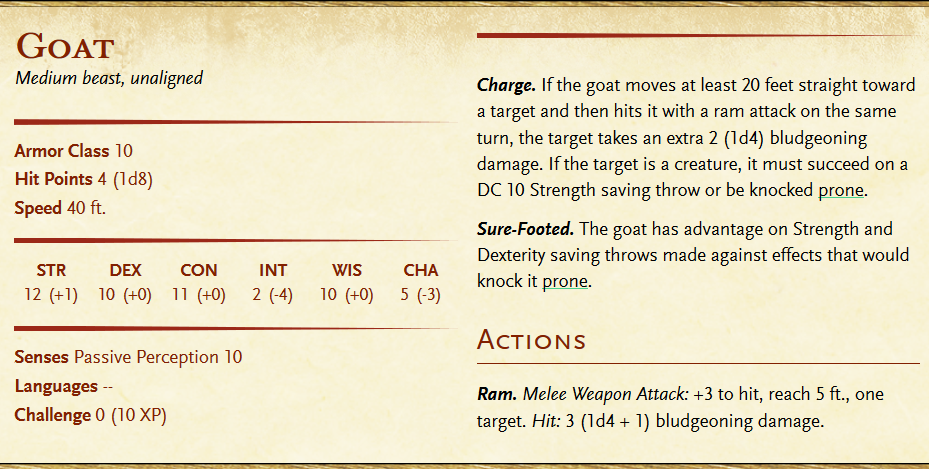 Goat
Medium beast, unaligned
Armor Class 10
Hit Points 4 (1d8)
Speed 40 ft.
STR DEX CON INT WIS CHA
12 (+1) 10 (+0) 11 (+0) 2 (-4) 10 (+0) 5 (-3)
Senses Passive Perception 10
Languages --
Challenge 0 (10 XP)
Charge. If the goat moves at least 20 feet straight toward
a target and then hits it with a ram attack on the same
turn, the target takes an extra 2 (1d4) bludgeoning
damage. If the target is a creature, it must succeed on a
DC 10 Strength saving throw or be knocked prone.
Sure-Footed. The goat has advantage on Strength and
Dexterity saving throws made against effects that would
knock it prone.
Actions
Ram. Melee Weapon Attack: +3 to hit, reach 5 ft., one
target. Hit: 3 (1d4 + 1) bludgeoning damage.